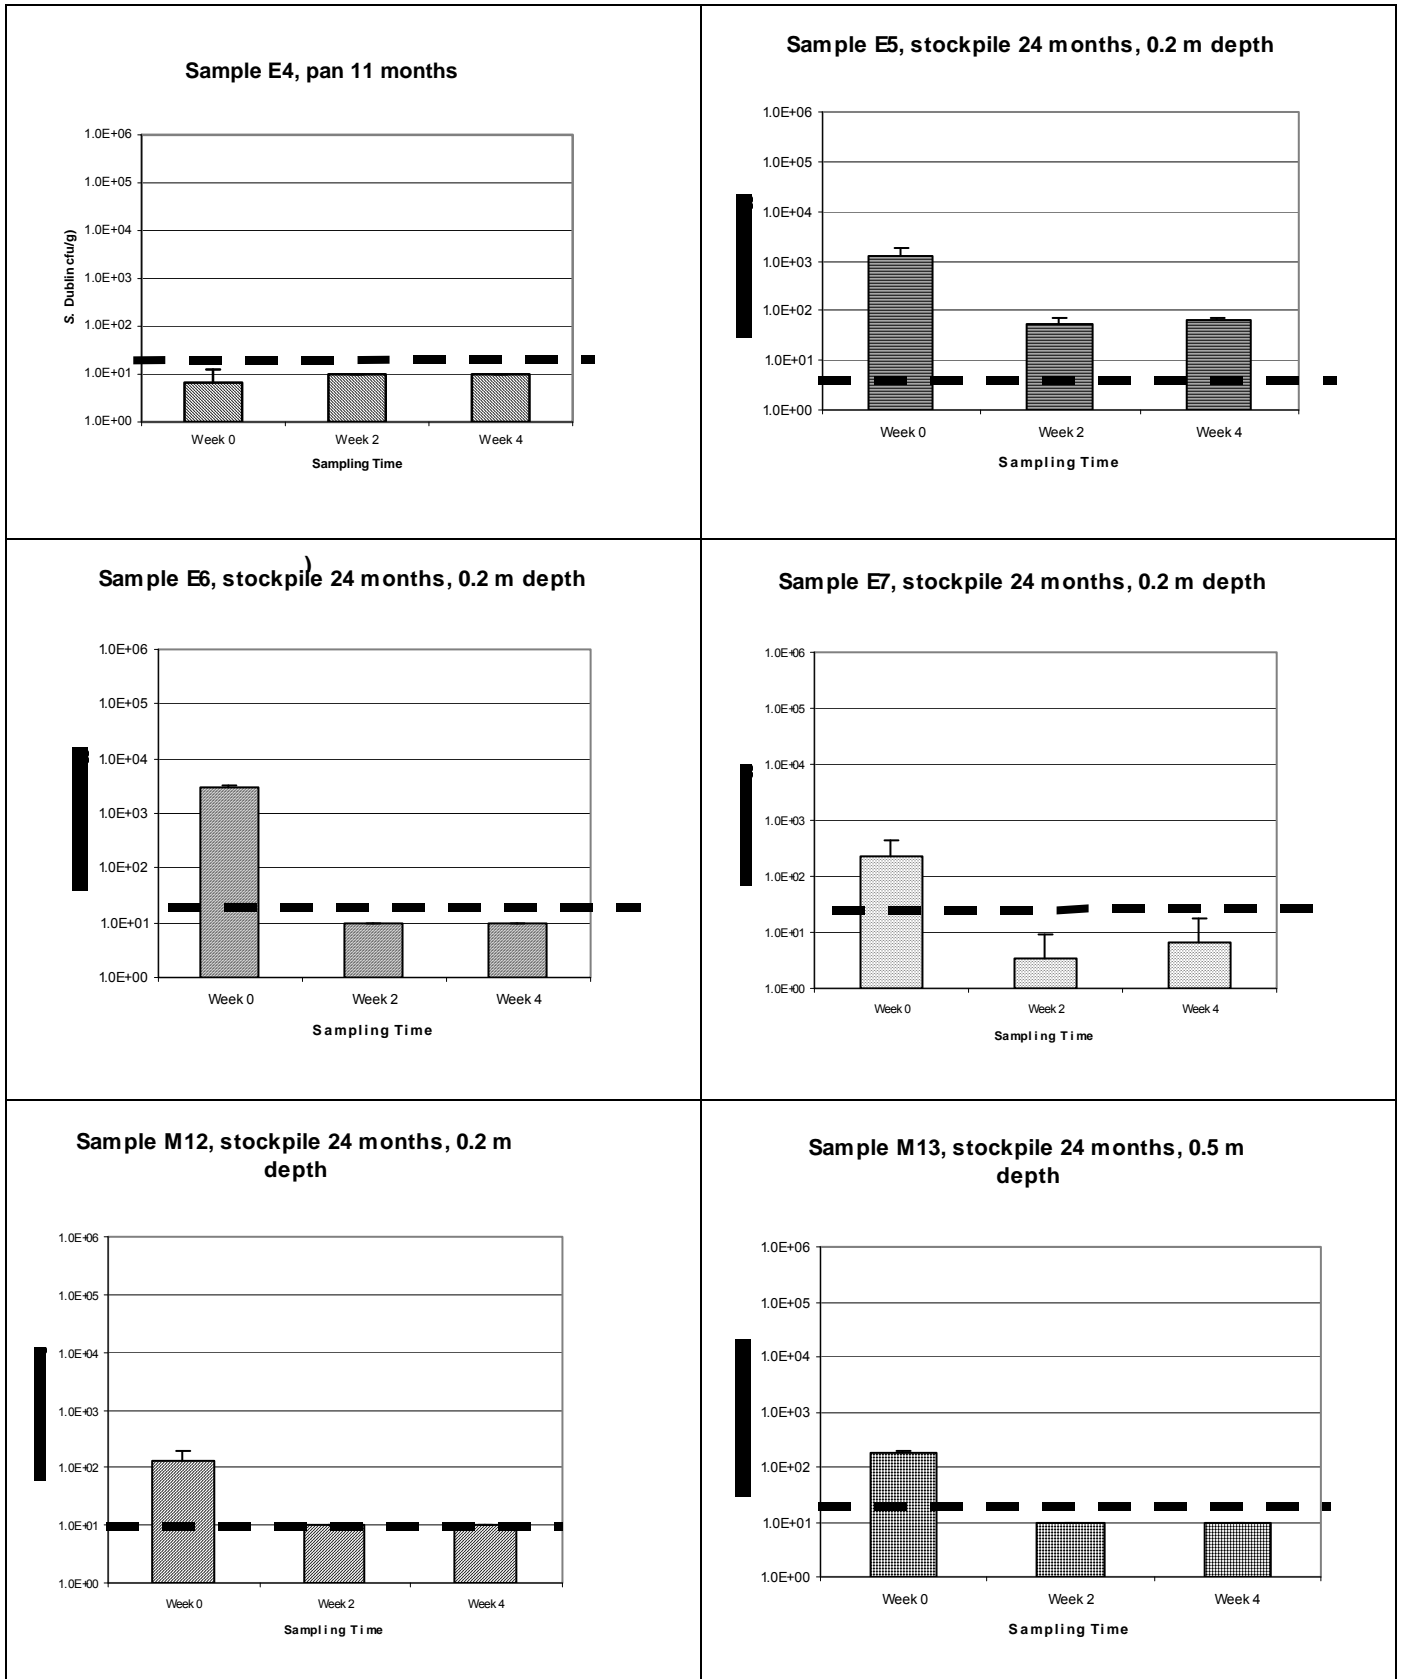 Sample E4, pan 11 months
1.0E+06
1.0E+05
1.0E+04
1.0E+03
1.0E+02
1.0E+01
1.0E+00
S. Dublin cfu/g)
Week 0
Week 2
Week 4
Sampling Time
Sample E5, stockpile 24 months, 0.2 m depth
1.0E+06
1.0E+05
1.0E+04
1.0E+03
1.0E+02
1.0E+01
1.0E+00
Week 0
Week 2
Week 4
Sampling Time
)
Sample E6, stockpile 24 months, 0.2 m depth
1.0E+06
1.0E+05
1.0E+04
1.0E+03
1.0E+02
1.0E+01
1.0E+00
Week 0
Week 2
Week 4
Sampling Time
Sample E7, stockpile 24 months, 0.2 m depth
1.0E+06
1.0E+05
1.0E+04
1.0E+03
1.0E+02
1.0E+01
1.0E+00
Week 0
Week 2
Week 4
Sampling Time
Sample M12, stockpile 24 months, 0.2 m
depth
1.0E+06
1.0E+05
1.0E+04
1.0E+03
1.0E+02
1.0E+01
1.0E+00
Week 0
Week 2
Week 4
Sampling Time
Sample M13, stockpile 24 months, 0.5 m
depth
1.0E+06
1.0E+05
1.0E+04
1.0E+03
1.0E+02
1.0E+01
1.0E+00
Week 0
Week 2
Week 4
Sampling Time